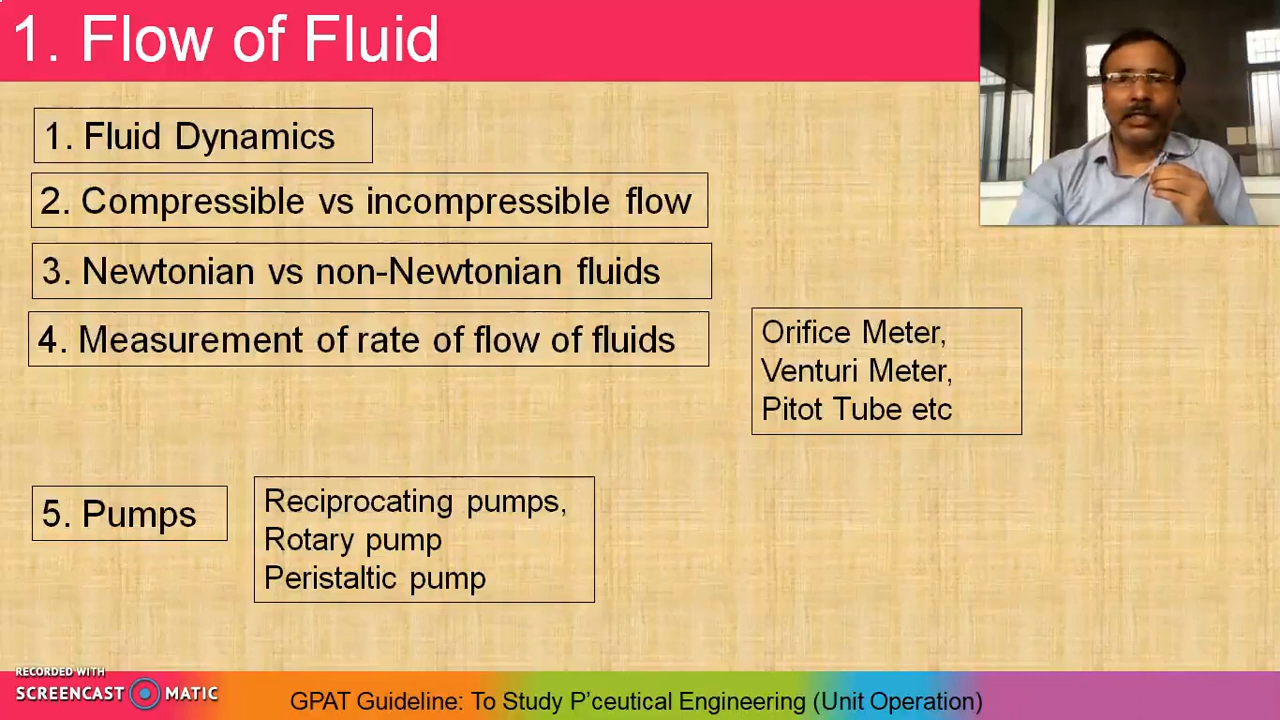 1. Flow of Fluid
1. Fluid Dynamics
2. Compressible vs incompressible flow
3. Newtonian vs non-Newtonian fluids
4. Measurement of rate of flow of fluids
Orifice Meter,
Venturi Meter,
Pitot Tube etc
5. Pumps
Reciprocating pumps,
Rotary pump
Peristaltic pump
RECORDED WITH
SCREENCAST MATIC
GPAT Guideline: To Study P'ceutical Engineering (Unit Operation)